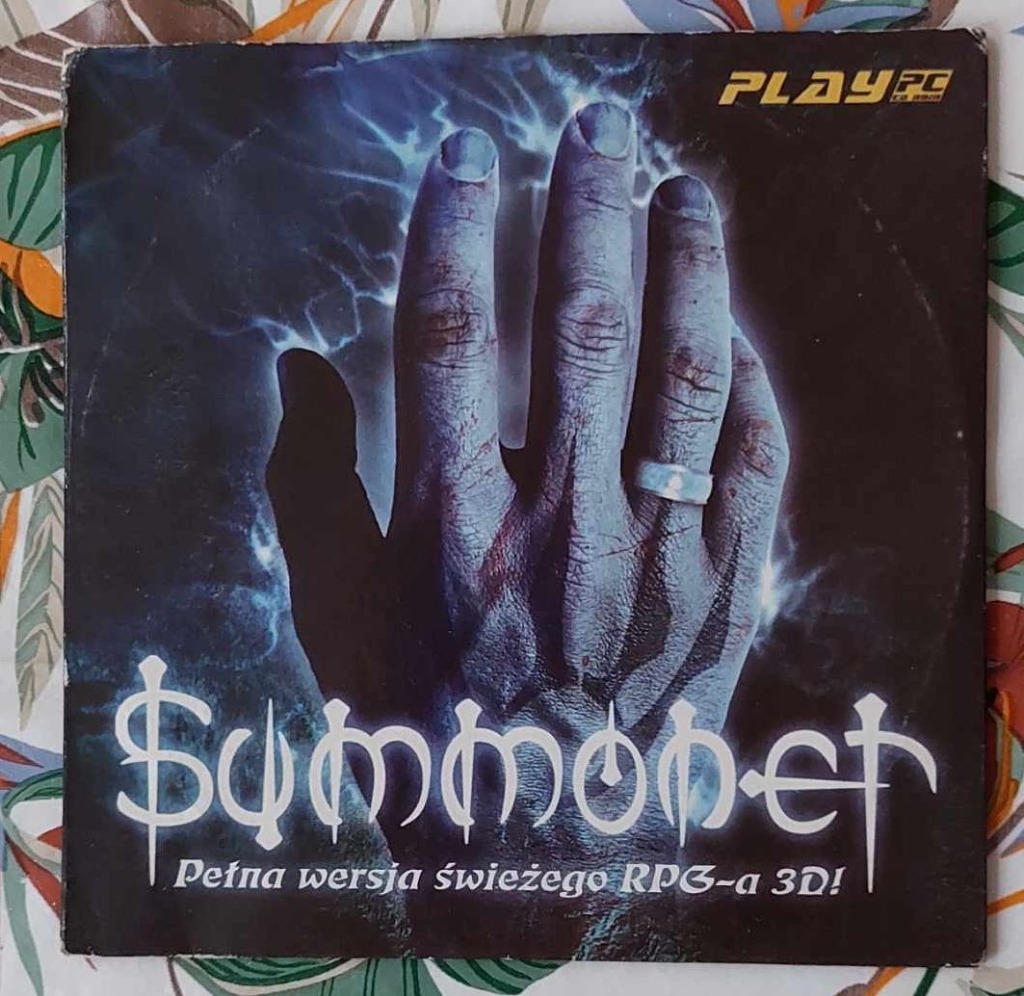 PLAY PC
Summoner
Pełna wersja świeżego RPG-a 3D!